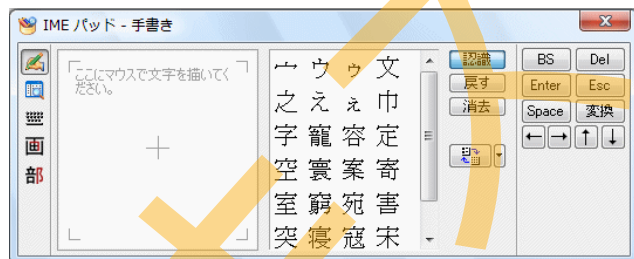 IME パッド - 手書き
ここにマウスで文字を描いてく
ださい。
宀 ウ ゥ 文
之 え ぇ 巾
字 寵 容 定
空 寰 案 寄
室 窮 宛 害
突 寝 寇 宋
画
部
認識
戻す
消去
BS Del
Enter Esc
Space 変換
← → ↑ ↓